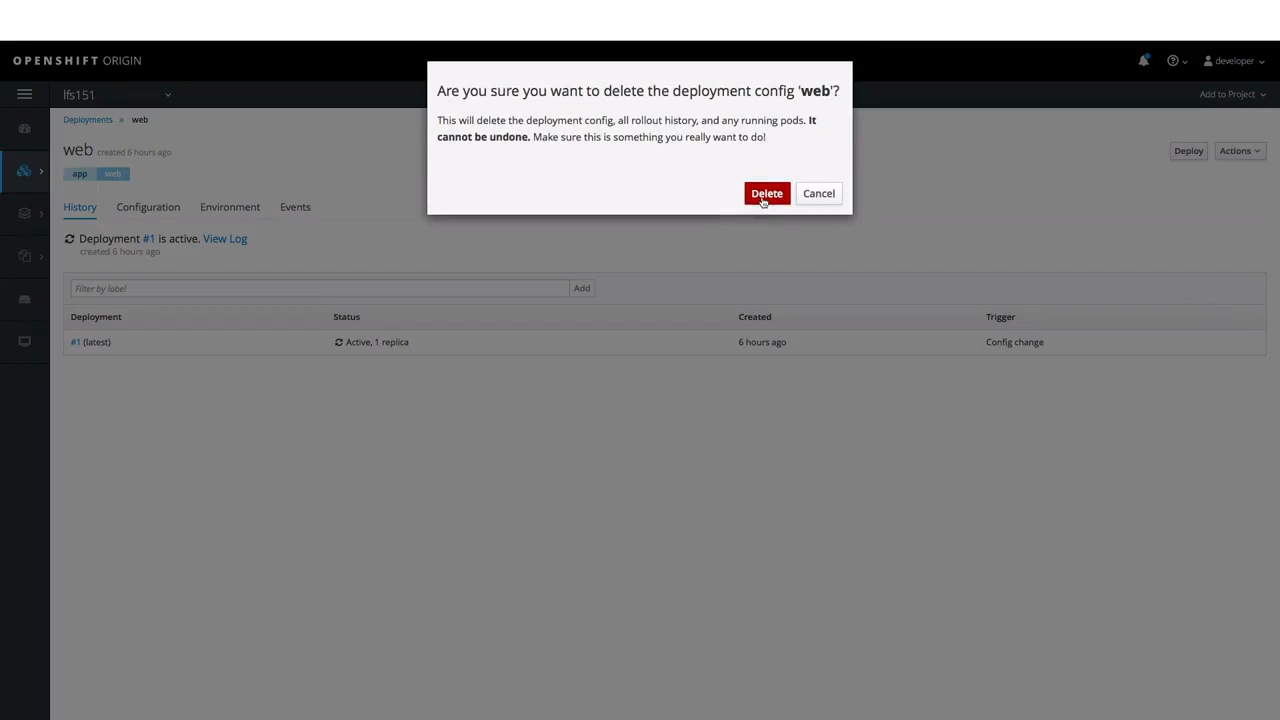 OPENSHIFT ORIGIN
developer
lfs151
Add to Project
Deployments » web
web created 6 hours ago
Deploy
Actions
app web
History Configuration Environment Events
Deployment #1 is active. View Log
created 6 hours ago
Filter by label
Add
Deployment Status Created Trigger
#1 (latest) Active, 1 replica 6 hours ago Config change
Are you sure you want to delete the deployment config 'web'?
This will delete the deployment config, all rollout history, and any running pods. It
cannot be undone. Make sure this is something you really want to do!
Delete Cancel